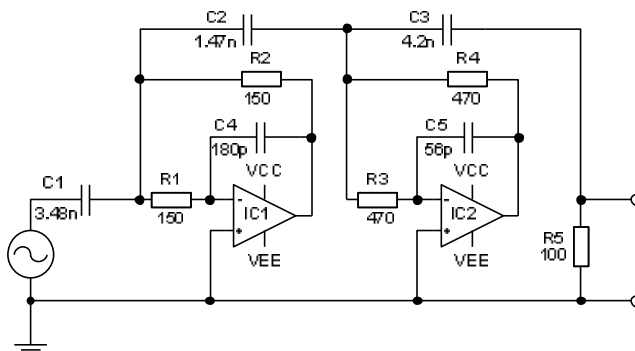 C2
1.47n
C3
4.2n
R2
150
R4
470
C4
180p
C5
56p
VCC
VCC
C1
3.48n
R1
150
-
+
IC1
R3
470
-
+
IC2
VEE
VEE
R5
100